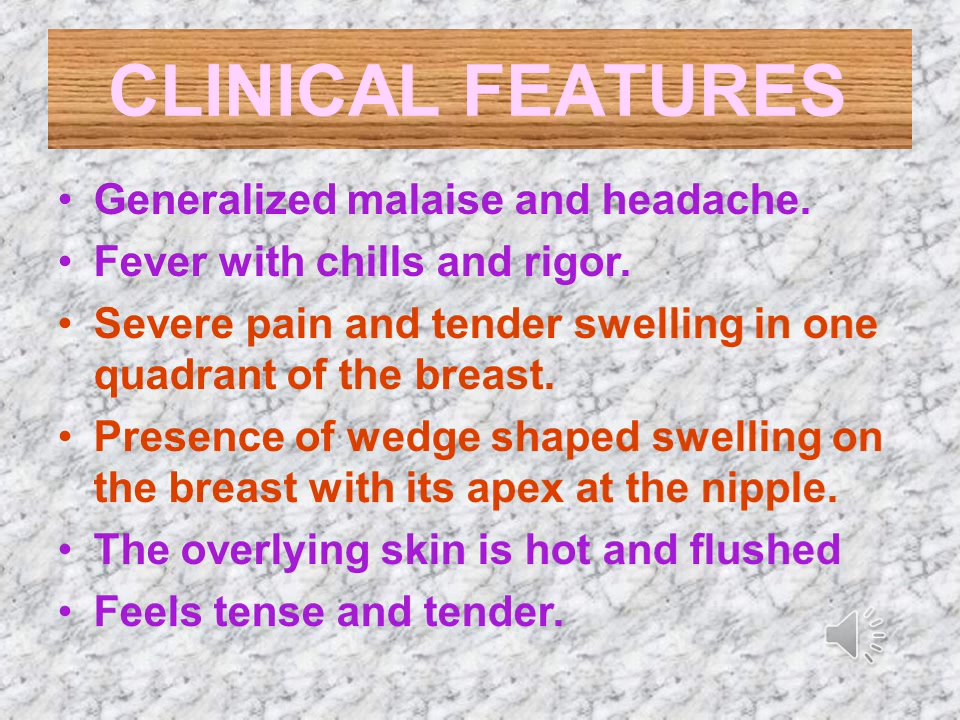 CLINICAL FEATURES
• Generalized malaise and headache.
• Fever with chills and rigor.
• Severe pain and tender swelling in one
quadrant of the breast.
• Presence of wedge shaped swelling on
the breast with its apex at the nipple.
• The overlying skin is hot and flushed
• Feels tense and tender.